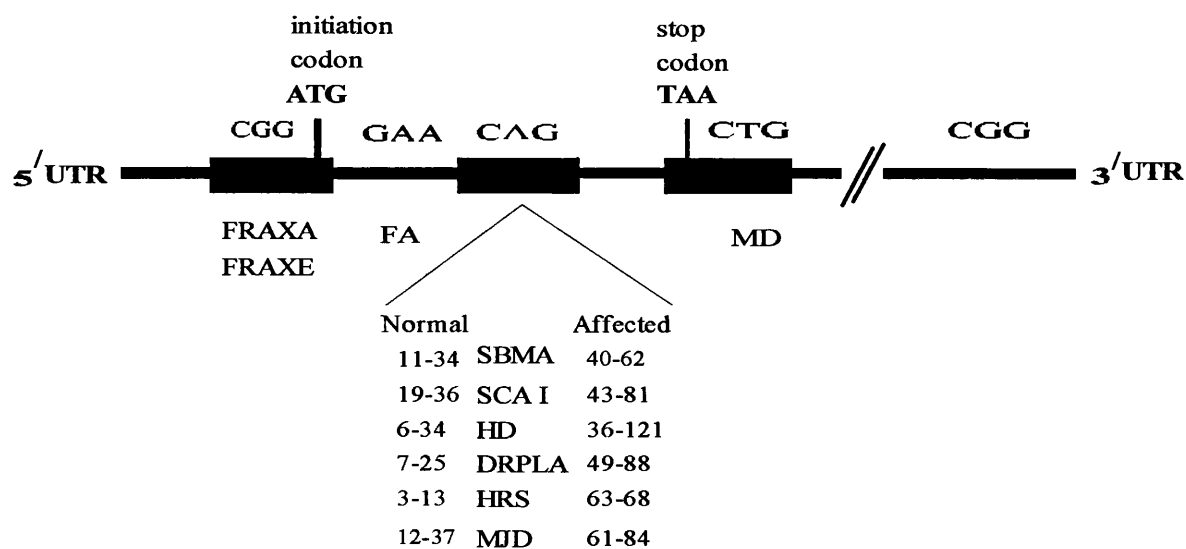 initiation codon ATG
stop codon TAA
CGG GAA CAG CTG CGG
5'UTR 3'UTR
FRAXA FA MD
FRAXE
Normal Affected
11-34 SBMA 40-62
19-36 SCA I 43-81
6-34 HD 36-121
7-25 DRPLA 49-88
3-13 HRS 63-68
12-37 MJD 61-84